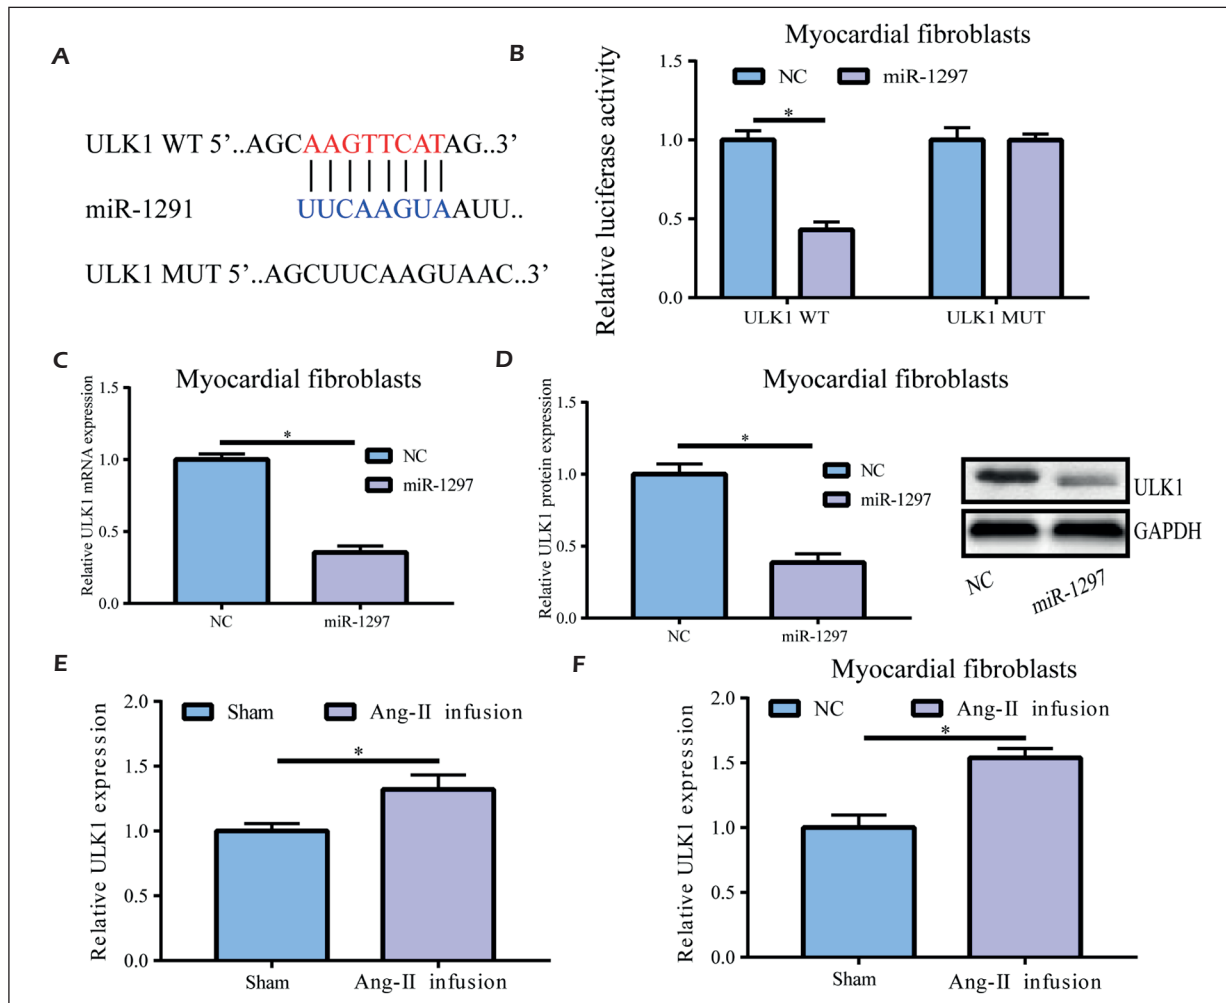 A
ULK1 WT 5’..AGCAAGTTCATAG..3’
miR-1291 UUCAAGUAAUU..
ULK1 MUT 5’..AGCUUCAAGUAAC..3’
B
Myocardial fibroblasts
NC miR-1297
Relative luciferase activity
1.5
1.0
0.5
0.0
*
ULK1 WT ULK1 MUT
C
Myocardial fibroblasts
Relative ULK1 mRNA expression
1.5
1.0
0.5
0.0
*
NC
miR-1297
NC miR-1297
D
Myocardial fibroblasts
Relative ULK1 protein expression
1.5
1.0
0.5
0.0
*
NC
miR-1297
NC miR-1297
ULK1
GAPDH
NC miR-1297
E
Relative ULK1 expression
2.0
1.5
1.0
0.5
0.0
Sham Ang-II infusion
*
Sham Ang-II infusion
F
Myocardial fibroblasts
Relative ULK1 expression
2.0
1.5
1.0
0.5
0.0
NC Ang-II infusion
*
Sham Ang-II infusion